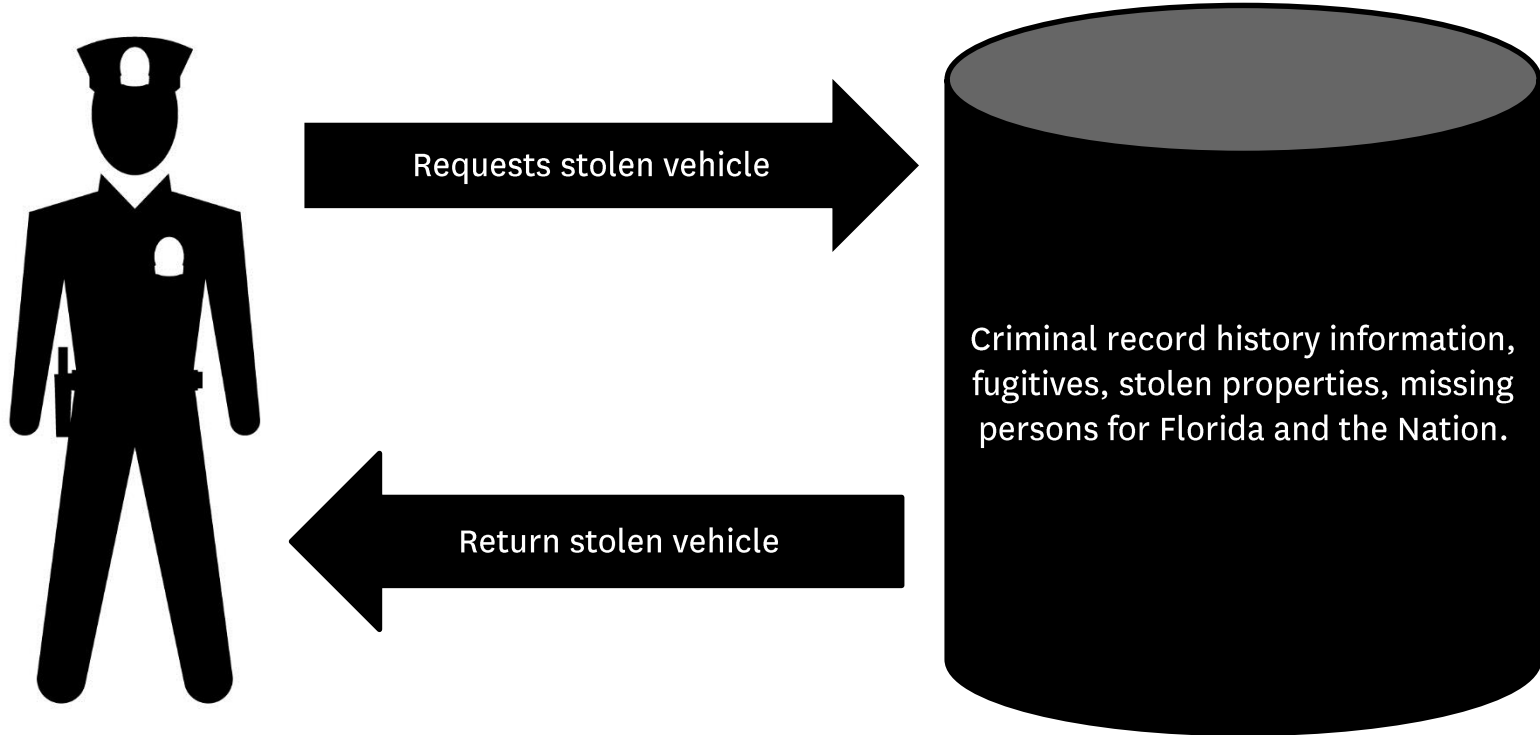 Requests stolen vehicle
Criminal record history information,
fugitives, stolen properties, missing
persons for Florida and the Nation.
Return stolen vehicle